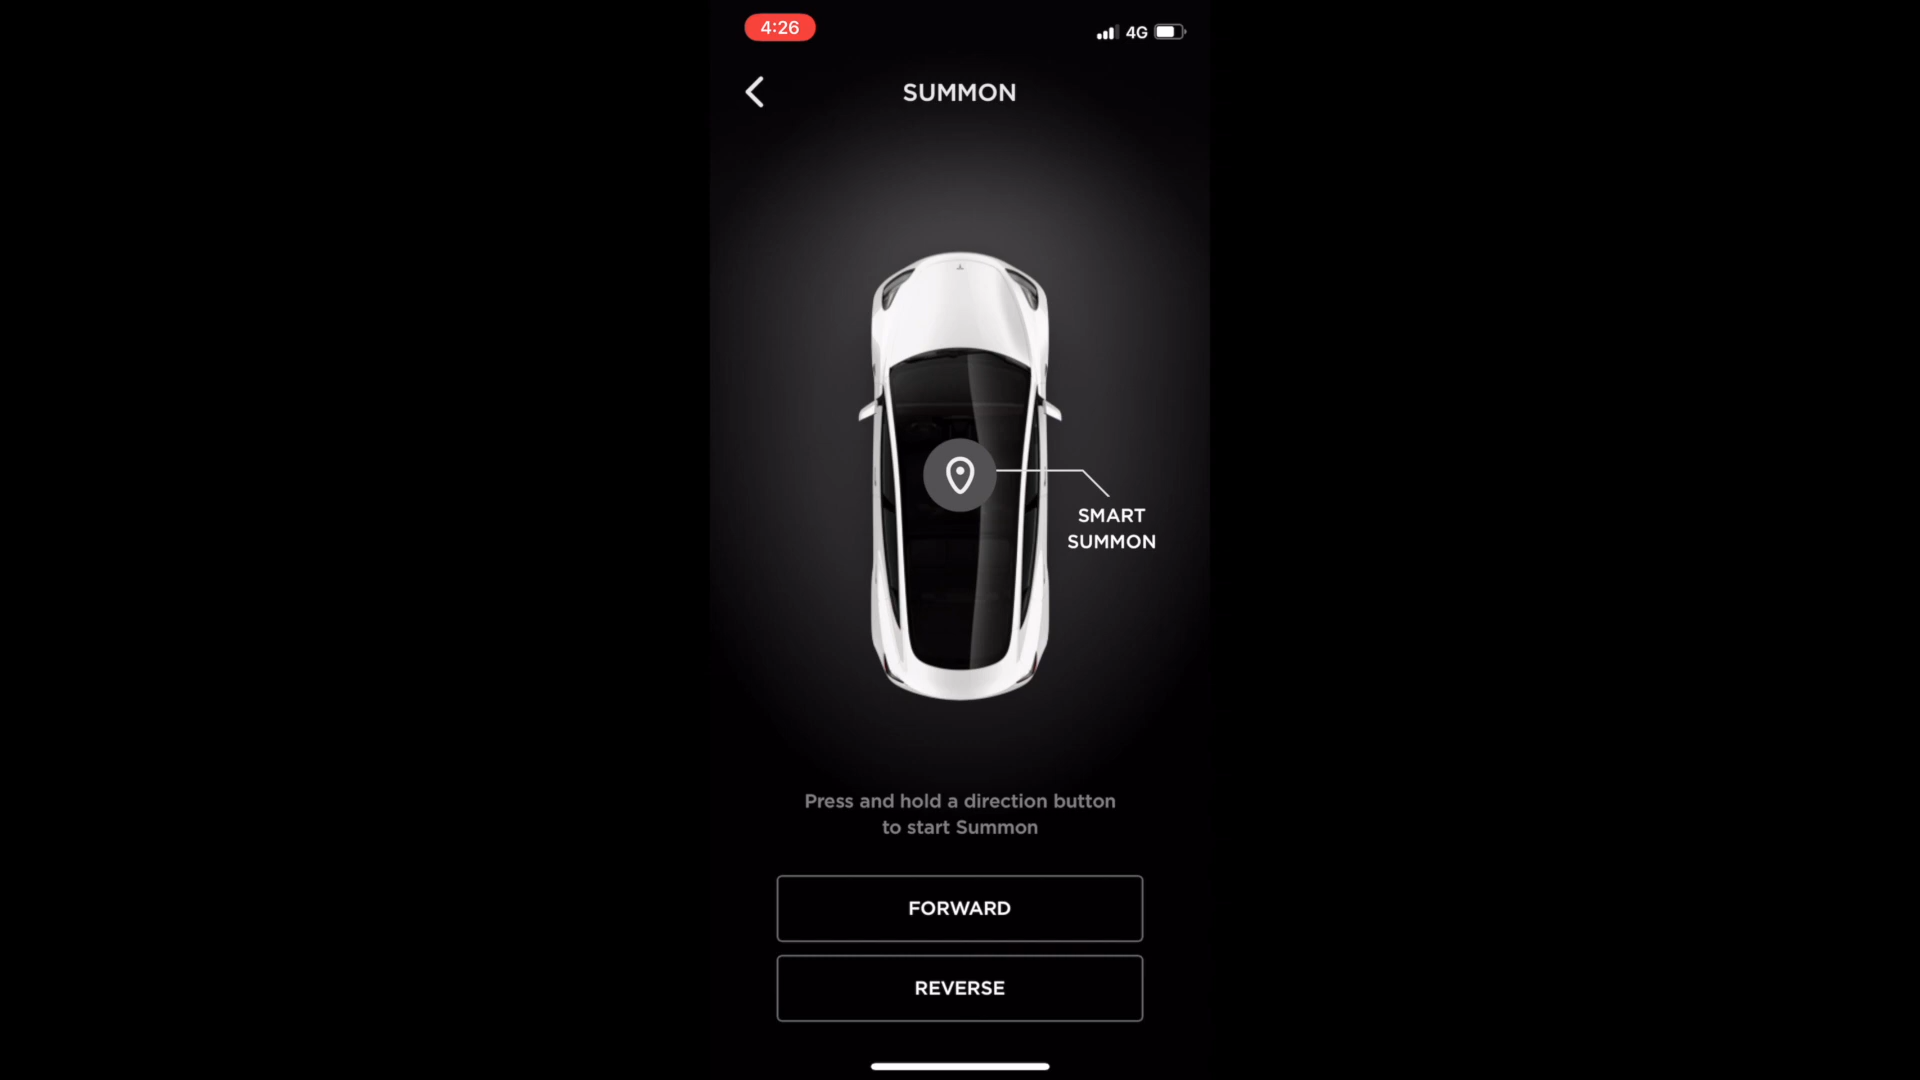 4:26
4G
SUMMON
SMART
SUMMON
Press and hold a direction button
to start Summon
FORWARD
REVERSE